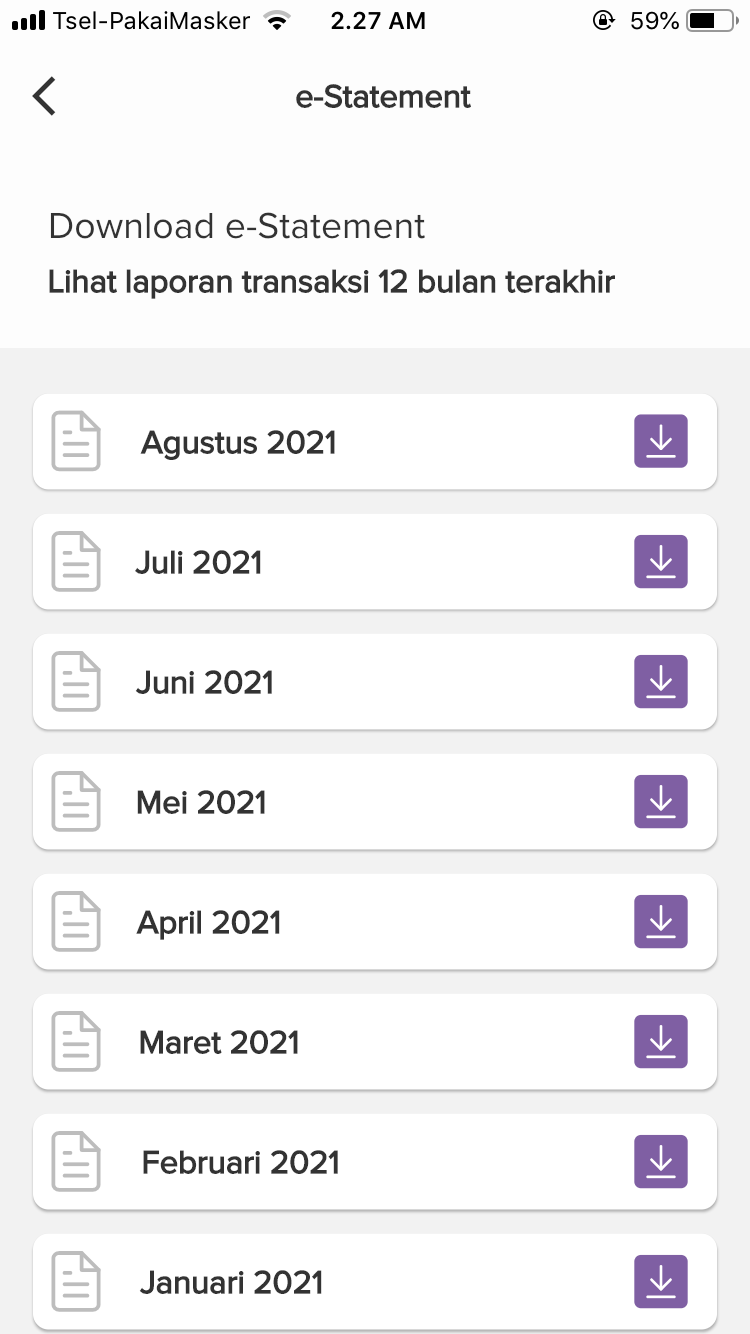 Tsel-PakaiMasker 2.27 AM 59%
e-Statement
Download e-Statement
Lihat laporan transaksi 12 bulan terakhir
Agustus 2021
Juli 2021
Juni 2021
Mei 2021
April 2021
Maret 2021
Februari 2021
Januari 2021